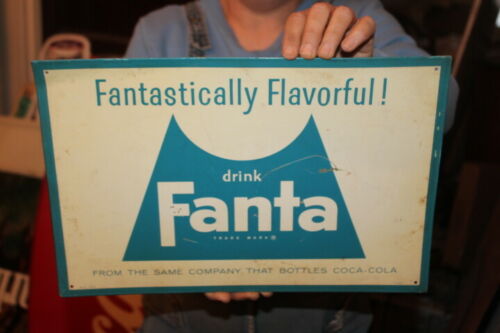 Fantastically Flavorful!
drink
Fanta
TRADE MARK ®
FROM THE SAME COMPANY THAT BOTTLES COCA-COLA